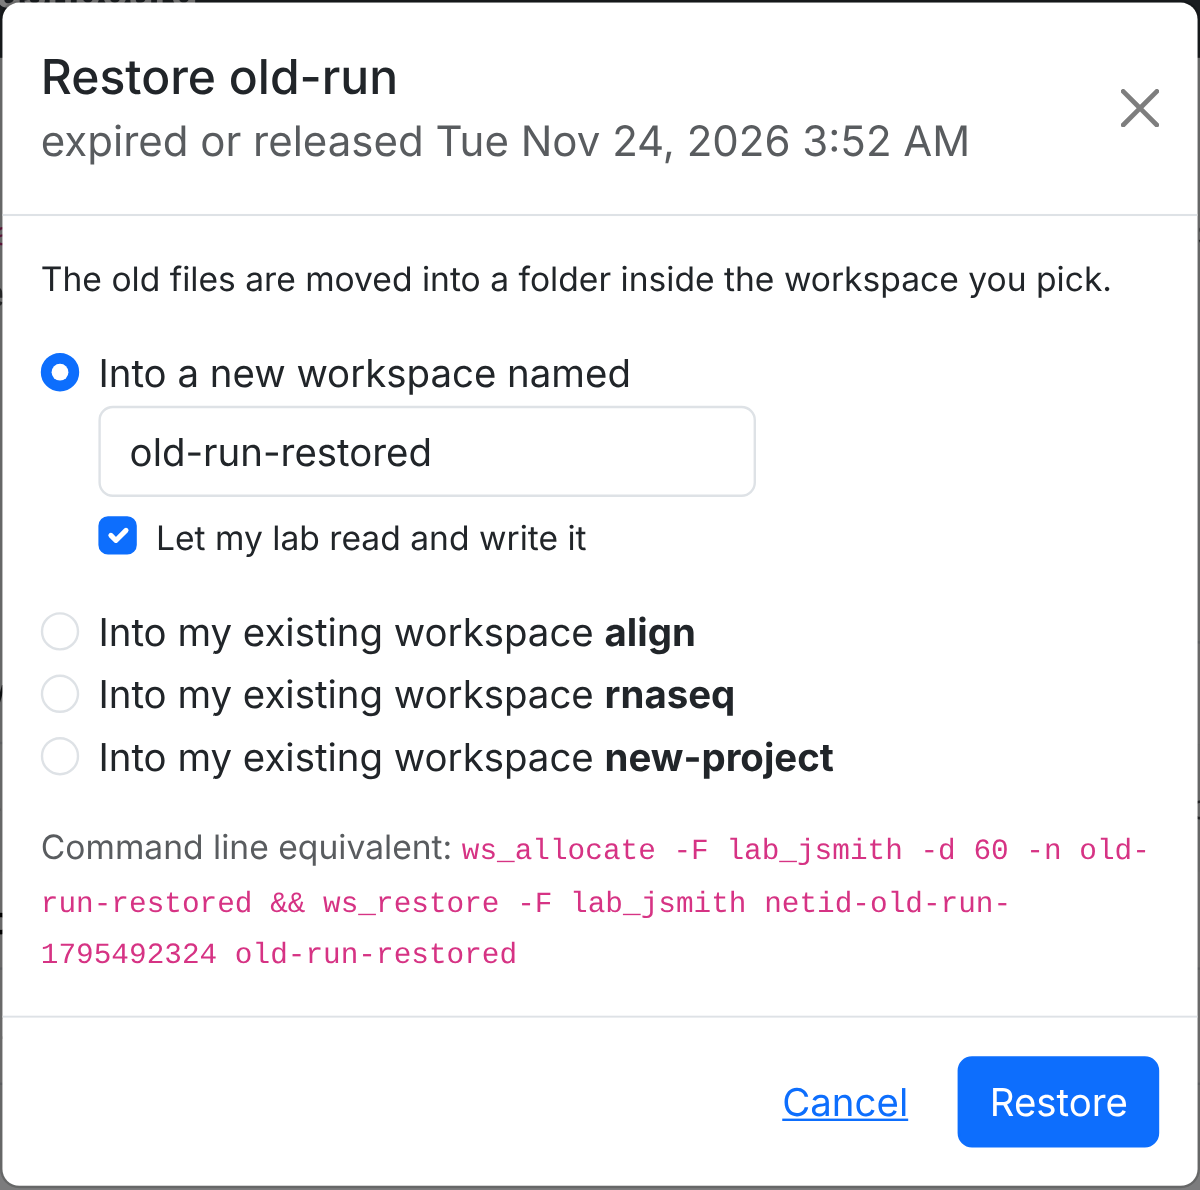 Restore old-run
expired or released Tue Nov 24, 2026 3:52 AM
The old files are moved into a folder inside the workspace you pick.
Into a new workspace named
old-run-restored
Let my lab read and write it
Into my existing workspace align
Into my existing workspace rnaseq
Into my existing workspace new-project
Command line equivalent: ws_allocate -F lab_jsmith -d 60 -n old-
run-restored && ws_restore -F lab_jsmith netid-old-run-
1795492324 old-run-restored
Cancel
Restore